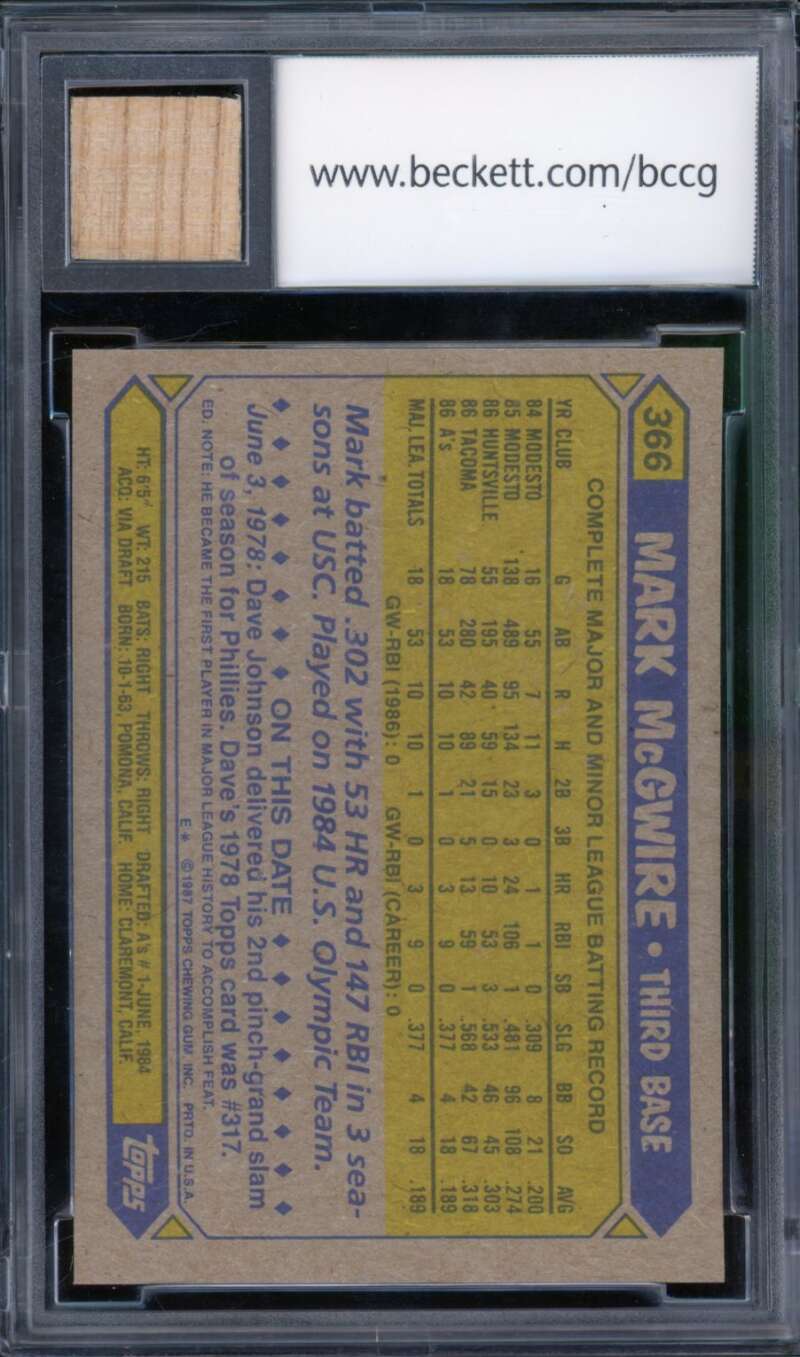 www.beckett.com/bccg
366 MARK McGWIRE • THIRD BASE
COMPLETE MAJOR AND MINOR LEAGUE BATTING RECORD
YR CLUB G AB R H 2B 3B HR RBI SB SLG BB SO AVG
84 MODESTO 16 55 7 11 3 0 1 1 0 .309 8 21 .200
85 MODESTO 138 489 95 134 23 3 24 106 1 .481 96 108 .274
86 HUNTSVILLE 55 195 40 59 15 0 10 53 3 .533 46 45 .303
86 TACOMA 78 280 42 89 21 5 13 59 1 .568 42 67 .318
86 A's 18 53 10 10 1 0 3 9 0 .377 4 18 .189
MAJ. LEA. TOTALS 18 53 10 10 1 0 3 9 0 .377 4 18 .189
GW-RBI (1986): 0 GW-RBI (CAREER): 0
Mark batted .302 with 53 HR and 147 RBI in 3 sea-
sons at USC. Played on 1984 U.S. Olympic Team.
ON THIS DATE
June 3, 1978: Dave Johnson delivered his 2nd pinch-grand slam
of season for Phillies. Dave's 1978 Topps card was #317.
ED. NOTE: HE BECAME THE FIRST PLAYER IN MAJOR LEAGUE HISTORY TO ACCOMPLISH FEAT.
E* ©1987 TOPPS CHEWING GUM, INC. PRTD. IN U.S.A.
HT: 6'5" WT: 215 BATS: RIGHT THROWS: RIGHT DRAFTED: A's #1-JUNE, 1984
ACQ: VIA DRAFT BORN: 10-1-63, POMONA, CALIF. HOME: CLAREMONT, CALIF.
topps